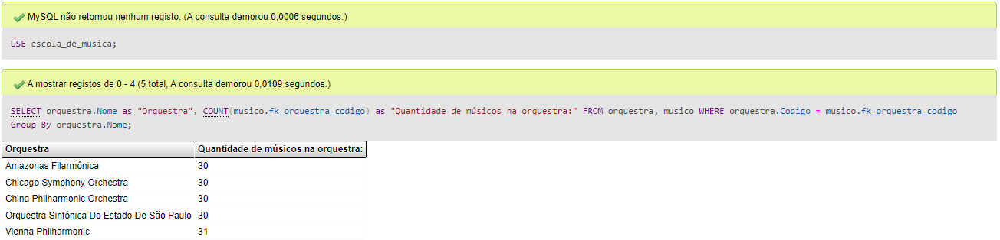 MySQL não retornou nenhum registo. (A consulta demorou 0,0006 segundos.)
USE escola_de_musica;
A mostrar registos de 0 - 4 (5 total, A consulta demorou 0,0109 segundos.)
SELECT orquestra.Nome as "Orquestra", COUNT(musico.fk_orquestra_codigo) as "Quantidade de músicos na orquestra:" FROM orquestra, musico WHERE orquestra.Codigo = musico.fk_orquestra_codigo
Group By orquestra.Nome;
Orquestra Quantidade de músicos na orquestra:
Amazonas Filarmônica 30
Chicago Symphony Orchestra 30
China Philharmonic Orchestra 30
Orquestra Sinfônica Do Estado De São Paulo 30
Vienna Philharmonic 31